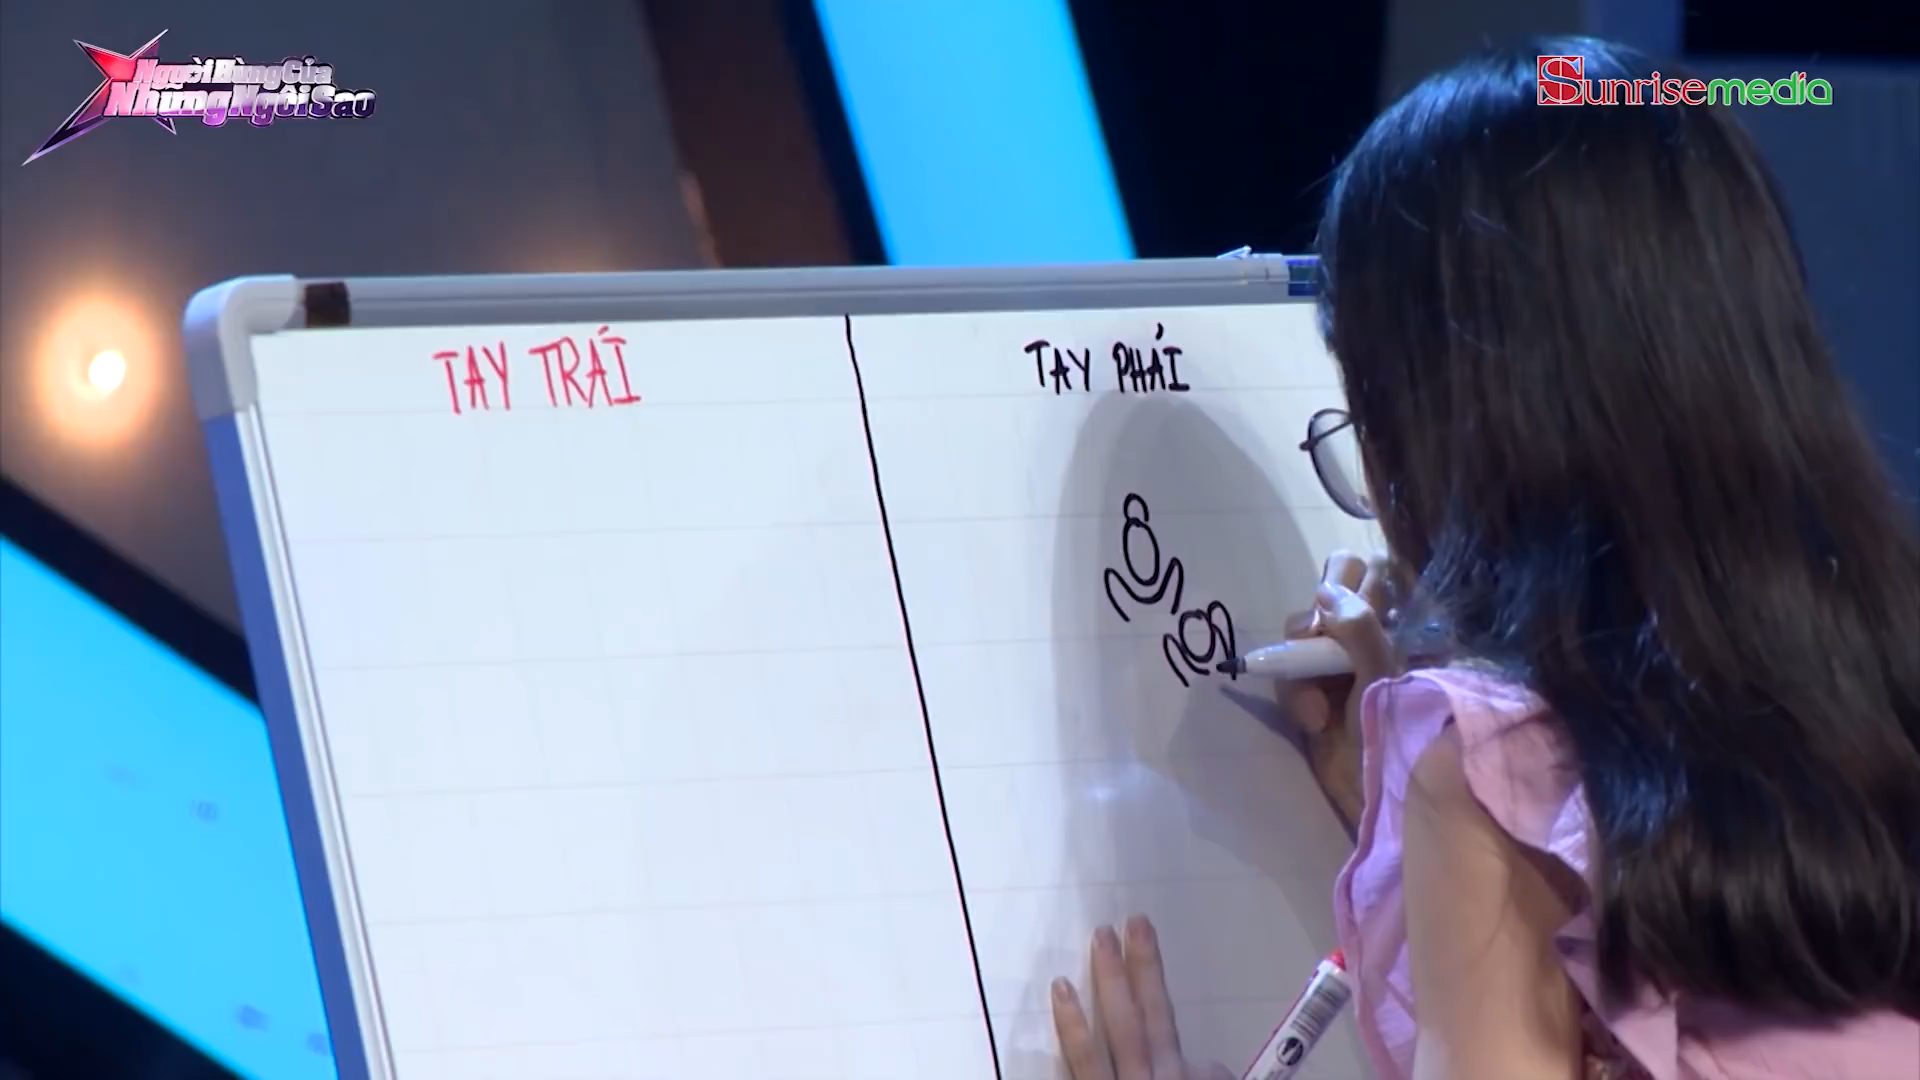 Người Hùng Của
Những Ngôi Sao
Sunrisemedia
TAY TRÁI
TAY PHẢI